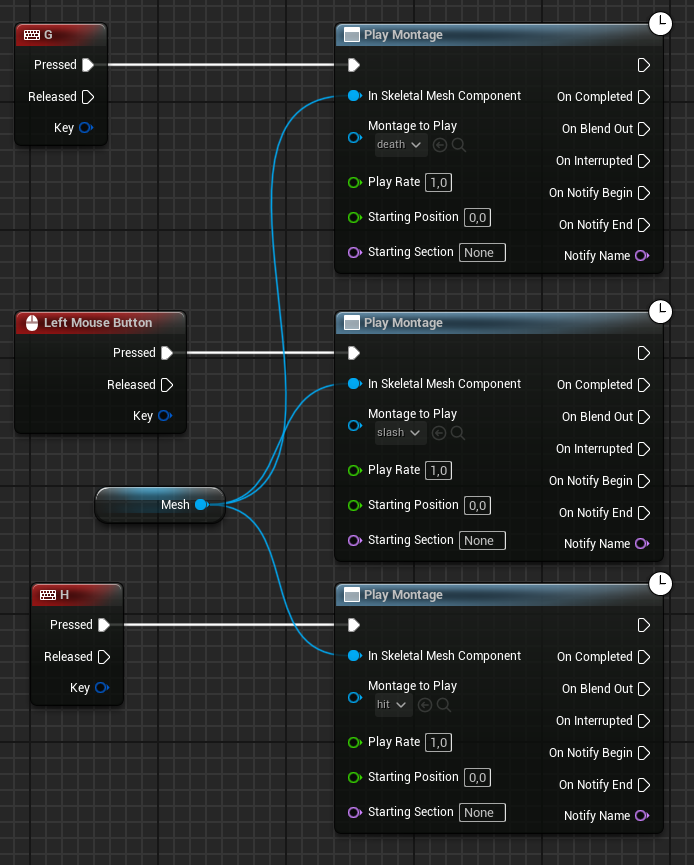 G
Pressed
Released
Key
Play Montage
In Skeletal Mesh Component
On Completed
Montage to Play
death
On Blend Out
On Interrupted
Play Rate 1,0
On Notify Begin
Starting Position 0,0
On Notify End
Starting Section None
Notify Name
Left Mouse Button
Pressed
Released
Key
Play Montage
In Skeletal Mesh Component
On Completed
Montage to Play
slash
On Blend Out
On Interrupted
Play Rate 1,0
On Notify Begin
Starting Position 0,0
On Notify End
Starting Section None
Notify Name
Mesh
H
Pressed
Released
Key
Play Montage
In Skeletal Mesh Component
On Completed
Montage to Play
hit
On Blend Out
On Interrupted
Play Rate 1,0
On Notify Begin
Starting Position 0,0
On Notify End
Starting Section None
Notify Name